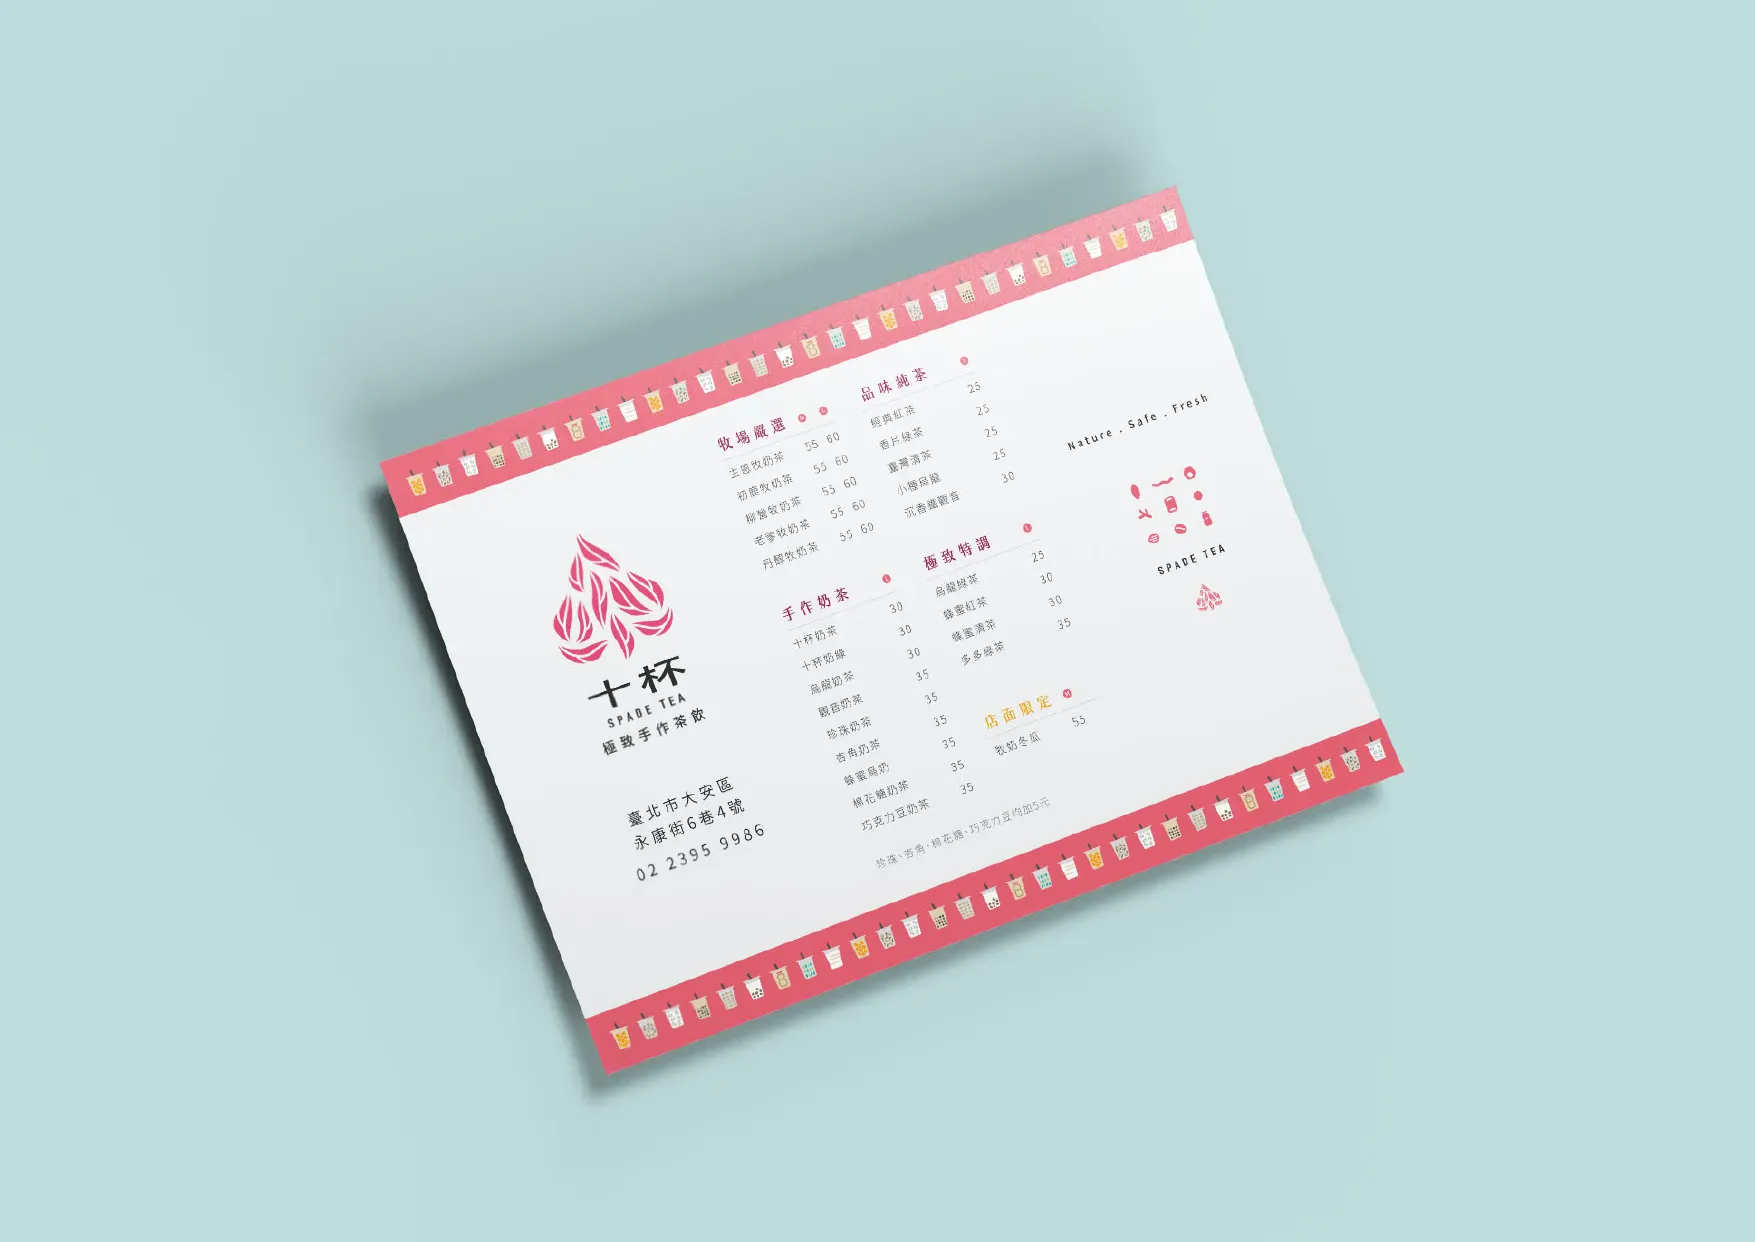 十杯
SPADE TEA
極致手作茶飲
臺北市大安區
永康街6巷4號
02 2395 9986
牧場嚴選 M L
主恩牧奶茶 55 60
初鹿牧奶茶 55 60
柳營牧奶茶 55 60
老爹牧奶茶 55 60
丹醇牧奶茶 55 60
手作奶茶 L
十杯奶茶 30
十杯奶綠 30
烏龍奶茶 30
觀音奶茶 35
珍珠奶茶 35
杏角奶茶 35
蜂蜜烏奶 35
棉花糖奶茶 35
巧克力豆奶茶 35
珍珠、杏角、棉花糖、巧克力豆均加5元
品味純茶
經典紅茶 25
香片綠茶 25
臺灣清茶 25
小種烏龍 25
沉香鐵觀音 30
極致特調 L
烏龍綠茶 25
蜂蜜紅茶 30
蜂蜜清茶 30
多多綠茶 35
店面限定 M
牧奶冬瓜 55
Nature . Safe . Fresh
SPADE TEA